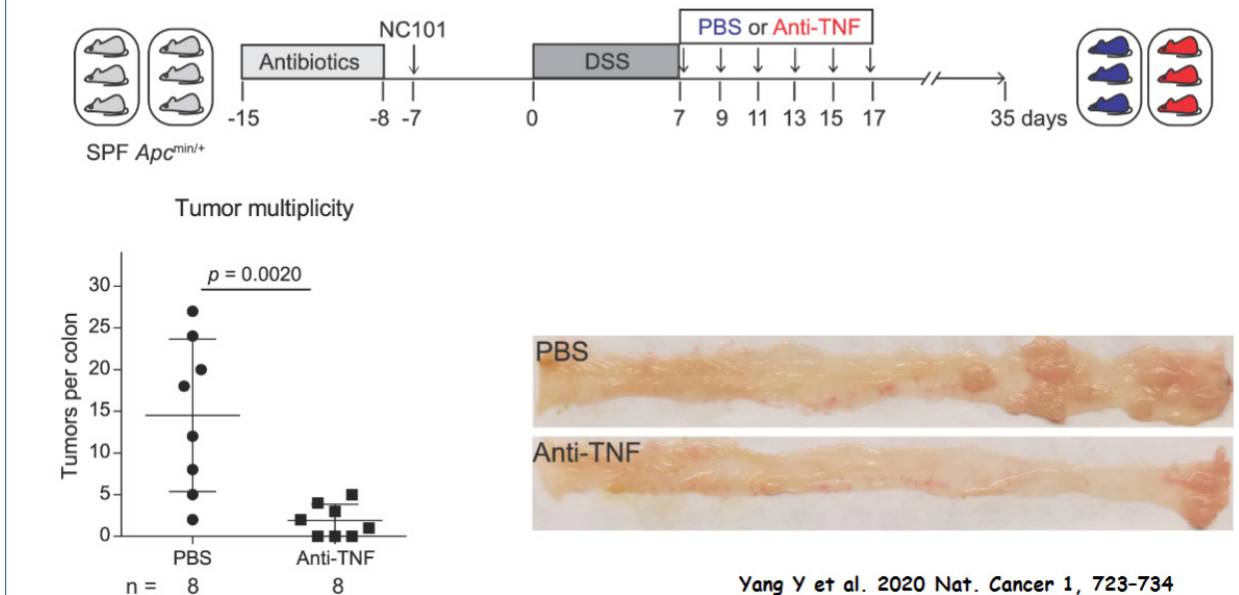 NC101
PBS or Anti-TNF
Antibiotics
DSS
-15 -8 -7 0 7 9 11 13 15 17 35 days
SPF Apcmin/+
Tumor multiplicity
p = 0.0020
Tumors per colon
30
25
20
15
10
5
0
PBS Anti-TNF
n = 8 8
PBS
Anti-TNF
Yang Y et al. 2020 Nat. Cancer 1, 723–734